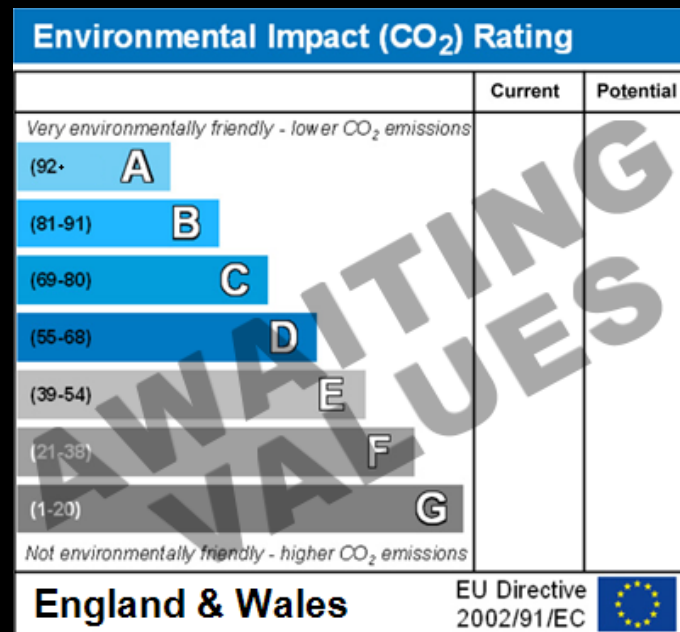 Environmental Impact (CO₂) Rating
Current Potential
Very environmentally friendly - lower CO₂ emissions
(92+ A
(81-91) B
(69-80) C
(55-68) D
(39-54) E
(21-38) F
(1-20) G
Not environmentally friendly - higher CO₂ emissions
AWAITING
VALUES
England & Wales
EU Directive
2002/91/EC